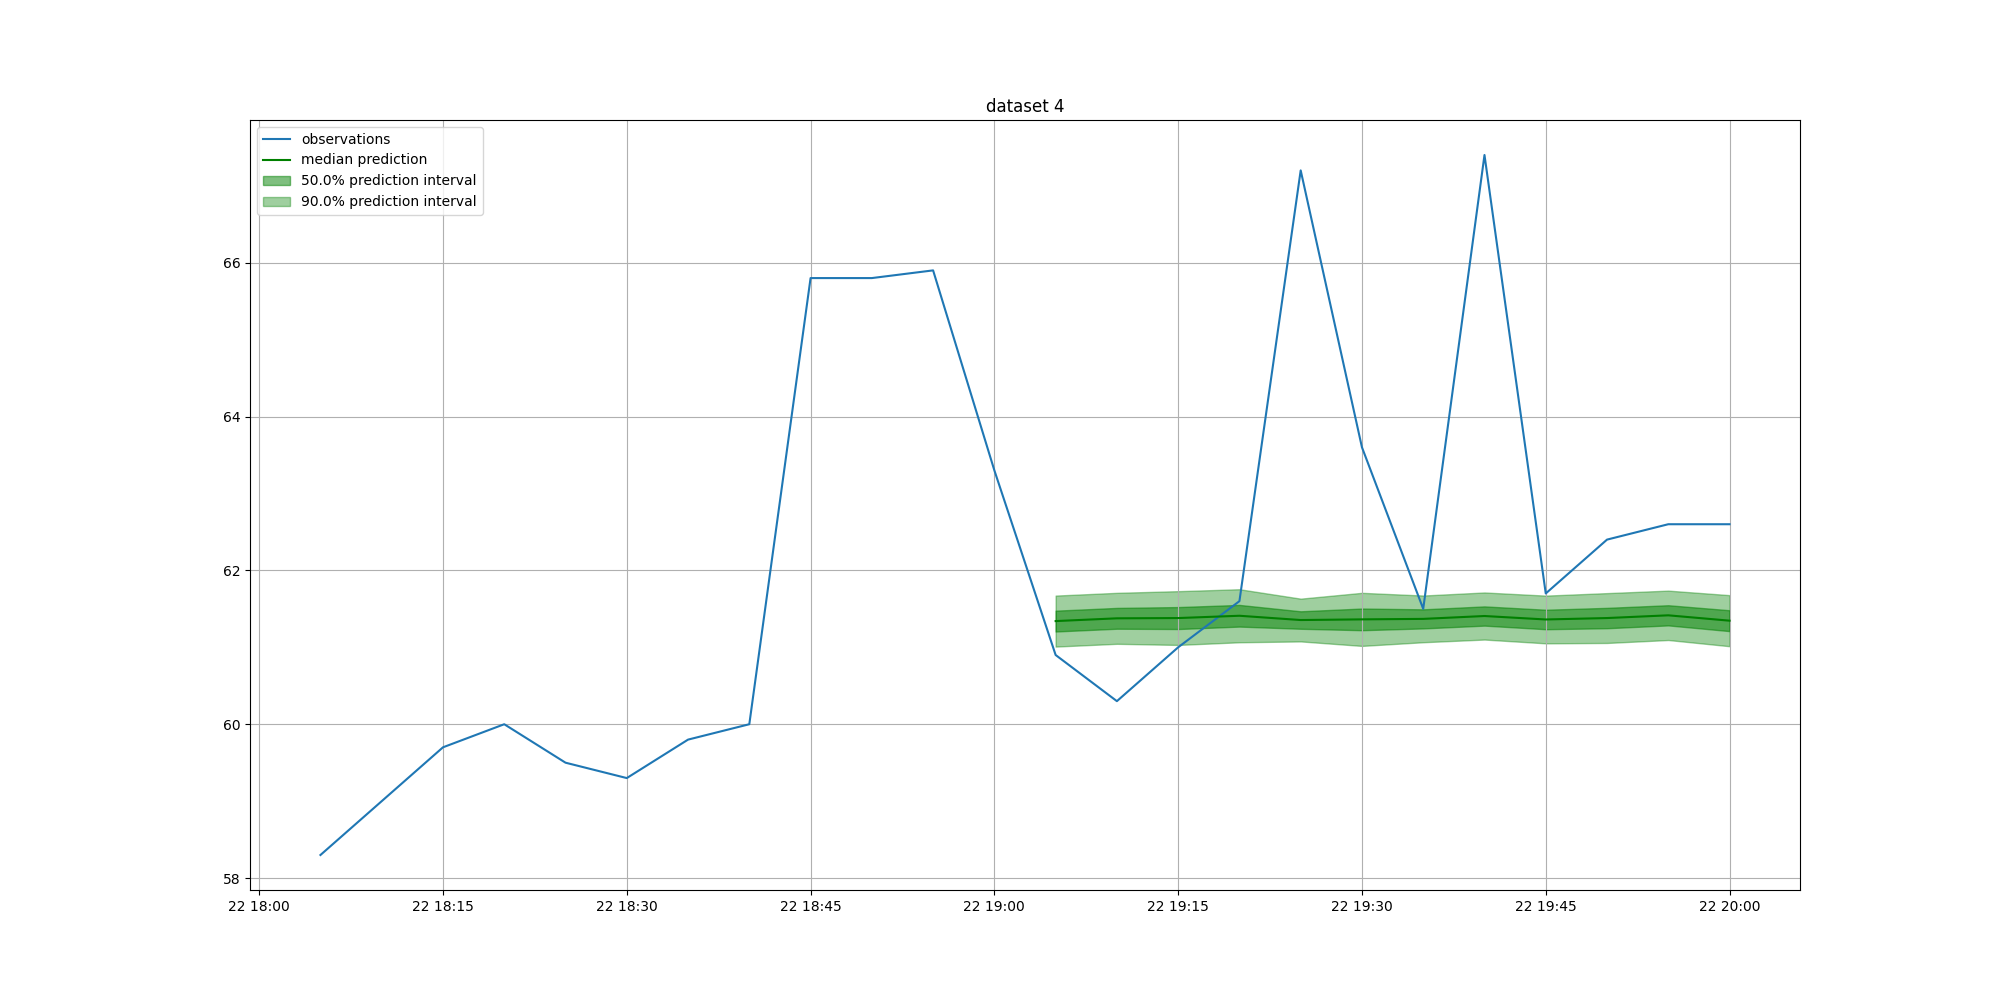 dataset 4
observations
median prediction
50.0% prediction interval
90.0% prediction interval
66
64
62
60
58
22 18:00 22 18:15 22 18:30 22 18:45 22 19:00 22 19:15 22 19:30 22 19:45 22 20:00